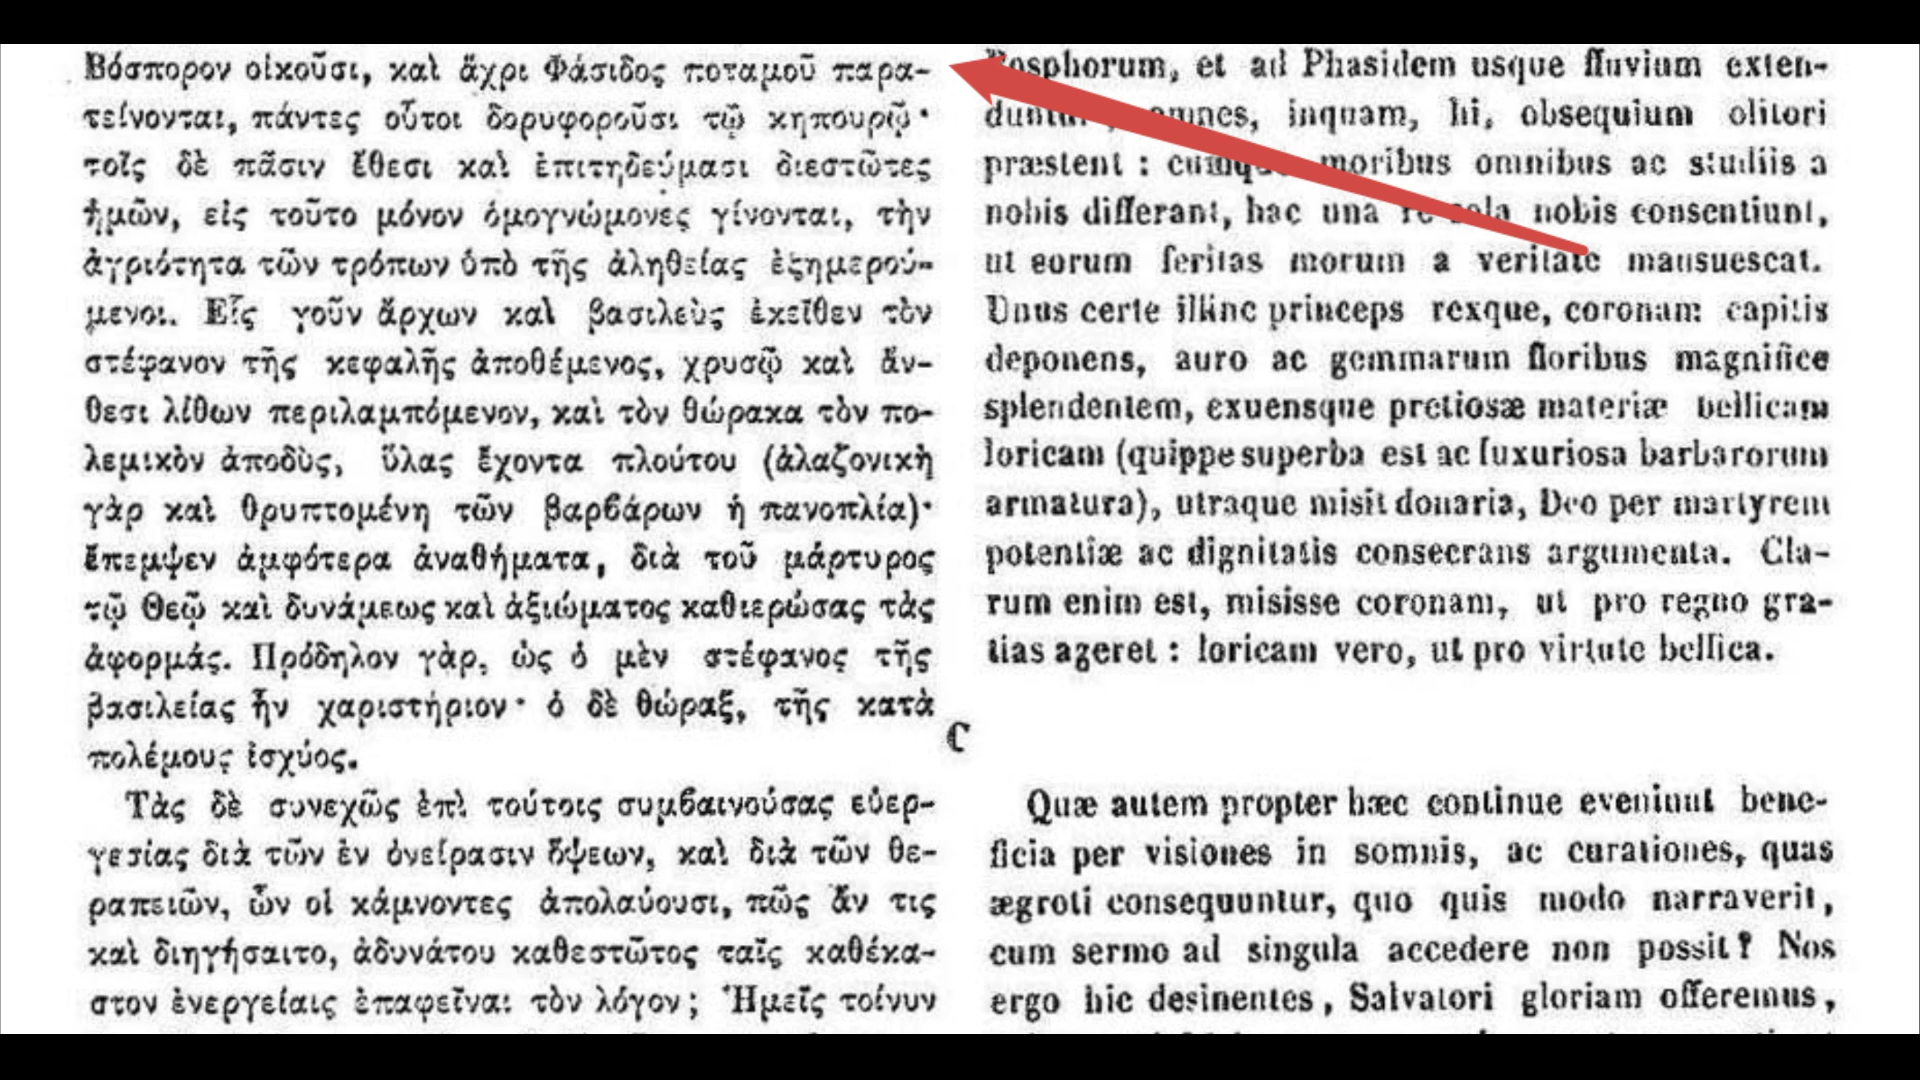 Βόσπορον οἰκοῦσι, καὶ ἄχρι Φάσιδος ποταμοῦ παρα-
τείνονται, πάντες οὗτοι δορυφοροῦσι τῷ κηπουρῷ·
τοῖς δὲ πᾶσιν ἔθεσι καὶ ἐπιτηδεύμασι διεστῶτες
ἡμῶν, εἰς τοῦτο μόνον ὁμογνώμονες γίνονται, τὴν
ἀγριότητα τῶν τρόπων ὑπὸ τῆς ἀληθείας ἐξημερού-
μενοι. Εἷς γοῦν ἄρχων καὶ βασιλεὺς ἐκεῖθεν τὸν
στέφανον τῆς κεφαλῆς ἀποθέμενος, χρυσῷ καὶ ἄν-
θεσι λίθων περιλαμπόμενον, καὶ τὸν θώρακα τὸν πο-
λεμικὸν ἀποδὺς, ὕλας ἔχοντα πλούτου (ἀλαζονικὴ
γὰρ καὶ θρυπτομένη τῶν βαρβάρων ἡ πανοπλία)·
ἔπεμψεν ἀμφότερα ἀναθήματα, διὰ τοῦ μάρτυρος
τῷ Θεῷ καὶ δυνάμεως καὶ ἀξιώματος καθιερώσας τὰς
ἀφορμάς. Πρόδηλον γὰρ, ὡς ὁ μὲν στέφανος τῆς
βασιλείας ἦν χαριστήριον· ὁ δὲ θώραξ, τῆς κατὰ
πολέμους ἰσχύος.
Τὰς δὲ συνεχῶς ἐπὶ τούτοις συμβαινούσας εὐερ-
γεσίας διὰ τῶν ἐν ὀνείρασιν ὄψεων, καὶ διὰ τῶν θε-
ραπειῶν, ὧν οἱ κάμνοντες ἀπολαύουσι, πῶς ἄν τις
καὶ διηγήσαιτο, ἀδυνάτου καθεστῶτος ταῖς καθέκα-
στον ἐνεργείαις ἐπαφεῖναι τὸν λόγον; Ἡμεῖς τοίνυν
C
Bosphorum, et ad Phasidem usque fluvium exten-
omnes, inquam, hi, obsequium olitori
præstent : cumque moribus omnibus ac studiis a
nobis differant, hac una re sola nobis consentiunt,
ut eorum feritas morum a veritate mansuescat.
Unus certe illinc princeps rexque, coronam capitis
deponens, auro ac gemmarum floribus magnifice
splendentem, exuensque pretiosæ materiæ bellicam
loricam (quippe superba est ac luxuriosa barbarorum
armatura), utraque misit donaria, Deo per martyrem
potentiæ ac dignitatis consecrans argumenta. Cla-
rum enim est, misisse coronam, ut pro regno gra-
tias ageret : loricam vero, ut pro virtute bellica.
Quæ autem propter hæc continue eveniunt bene-
ficia per visiones in somnis, ac curationes, quas
ægroti consequuntur, quo quis modo narraverit,
cum sermo ad singula accedere non possit? Nos
ergo hic desinentes, Salvatori gloriam offeremus,